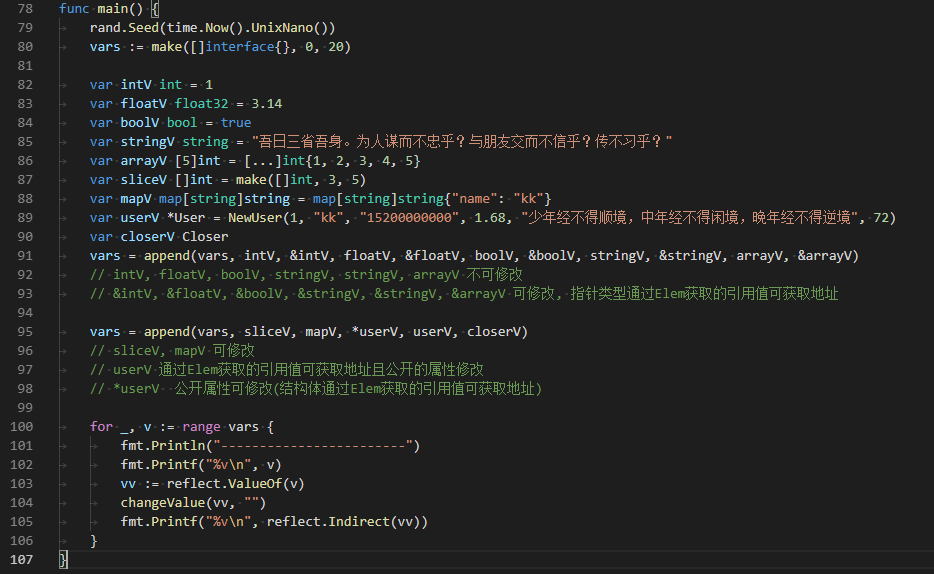 78 func main() {
79 rand.Seed(time.Now().UnixNano())
80 vars := make([]interface{}, 0, 20)
81
82 var intV int = 1
83 var floatV float32 = 3.14
84 var boolV bool = true
85 var stringV string = "吾日三省吾身。为人谋而不忠乎？与朋友交而不信乎？传不习乎？"
86 var arrayV [5]int = [...]int{1, 2, 3, 4, 5}
87 var sliceV []int = make([]int, 3, 5)
88 var mapV map[string]string = map[string]string{"name": "kk"}
89 var userV *User = NewUser(1, "kk", "15200000000", 1.68, "少年经不得顺境，中年经不得闲境，晚年经不得逆境", 72)
90 var closerV Closer
91 vars = append(vars, intV, &intV, floatV, &floatV, boolV, &boolV, stringV, &stringV, arrayV, &arrayV)
92 // intV, floatV, boolV, stringV, stringV, arrayV 不可修改
93 // &intV, &floatV, &boolV, &stringV, &stringV, &arrayV 可修改, 指针类型通过Elem获取的引用值可获取地址
94
95 vars = append(vars, sliceV, mapV, *userV, userV, closerV)
96 // sliceV, mapV 可修改
97 // userV 通过Elem获取的引用值可获取地址且公开的属性修改
98 // *userV  公开属性可修改(结构体通过Elem获取的引用值可获取地址)
99
100 for _, v := range vars {
101 fmt.Println("------------------------")
102 fmt.Printf("%v\n", v)
103 vv := reflect.ValueOf(v)
104 changeValue(vv, "")
105 fmt.Printf("%v\n", reflect.Indirect(vv))
106 }
107 }